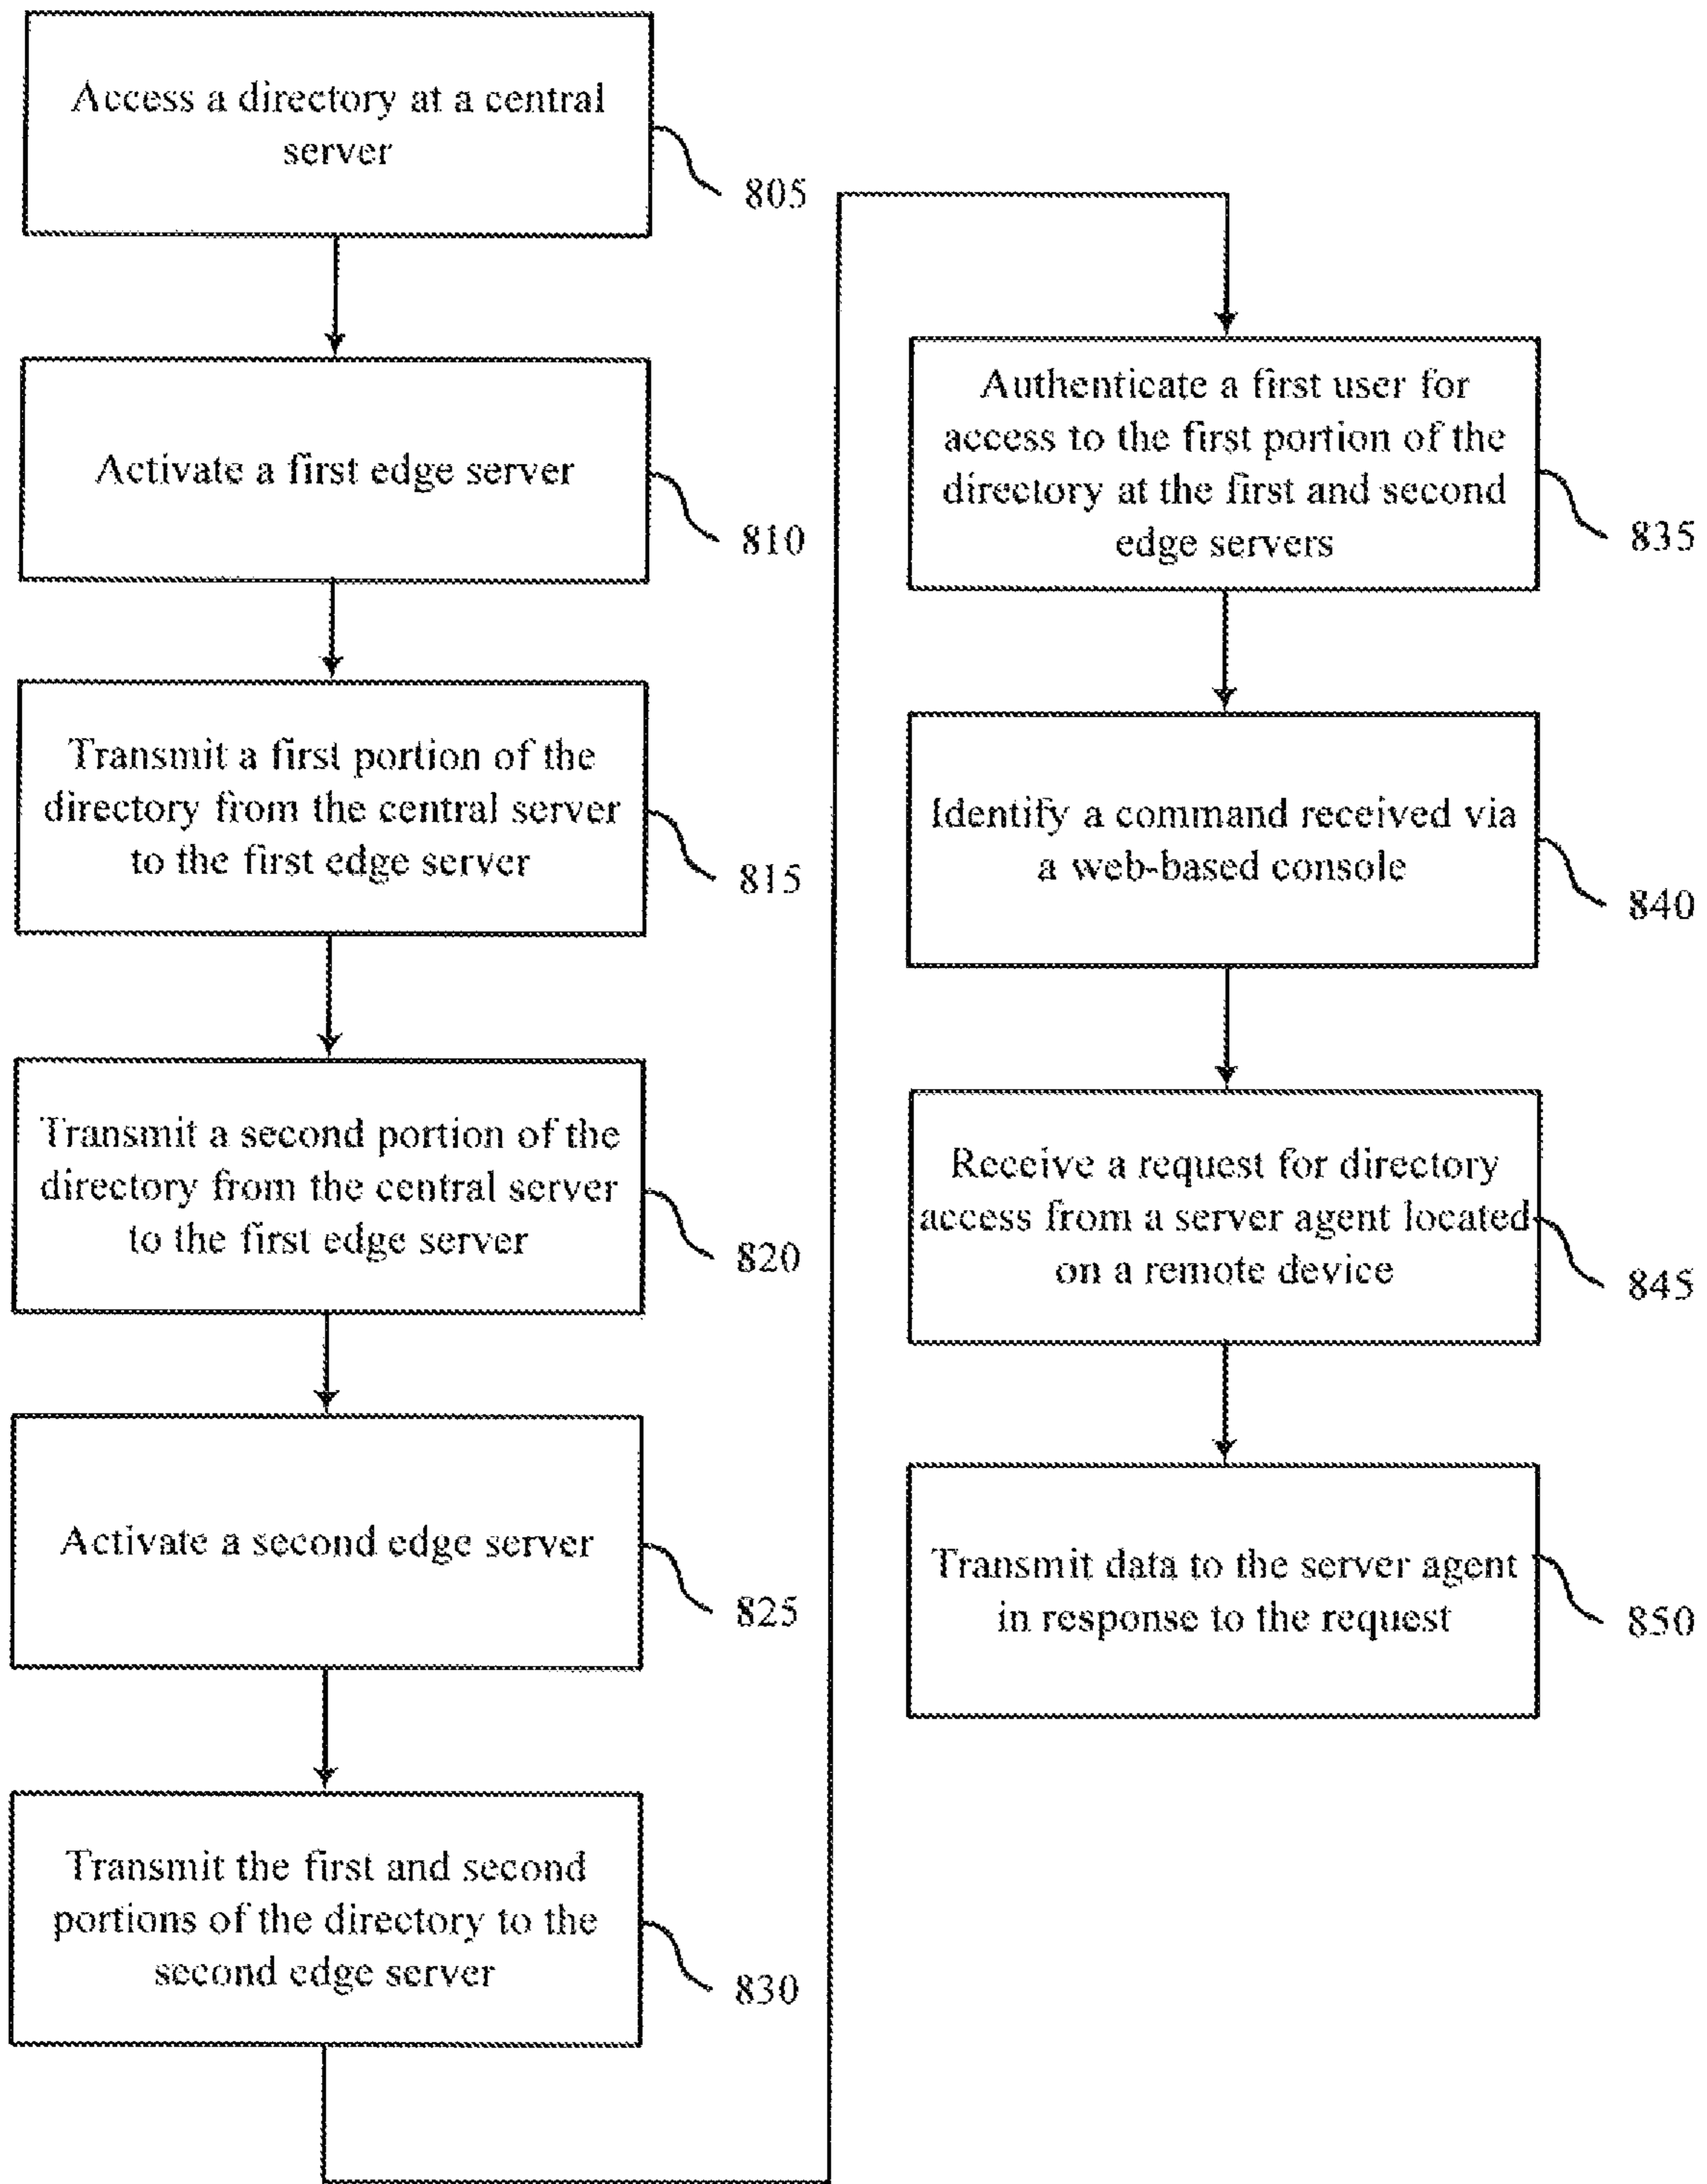 Access a directory at a central
server
805
Activate a first edge server
810
Transmit a first portion of the
directory from the central server
to the first edge server
815
Transmit a second portion of the
directory from the central server
to the first edge server
820
Activate a second edge server
825
Transmit the first and second
portions of the directory to the
second edge server
830
Authenticate a first user for
access to the first portion of the
directory at the first and second
edge servers
835
Identify a command received via
a web-based console
840
Receive a request for directory
access from a server agent located
on a remote device
845
Transmit data to the server agent
in response to the request
850